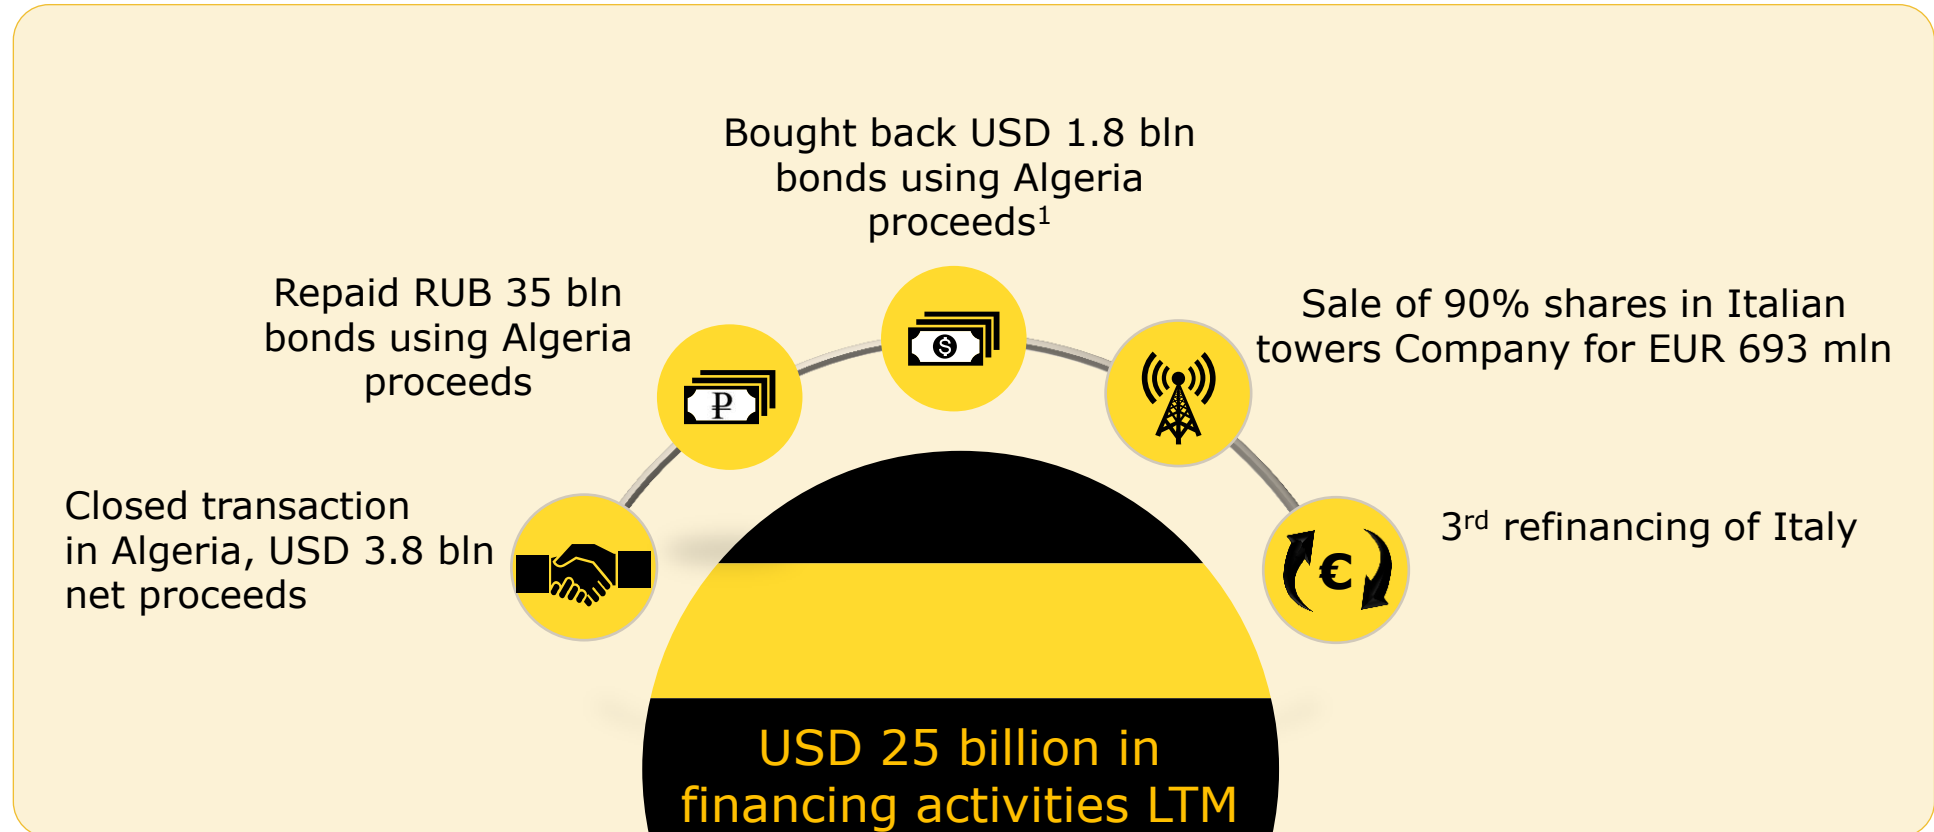 Closed transaction
in Algeria, USD 3.8 bln
net proceeds
Repaid RUB 35 bln
bonds using Algeria
proceeds
₽
Bought back USD 1.8 bln
bonds using Algeria
proceeds¹
$
Sale of 90% shares in Italian
towers Company for EUR 693 mln
3rd refinancing of Italy
€
USD 25 billion in
financing activities LTM